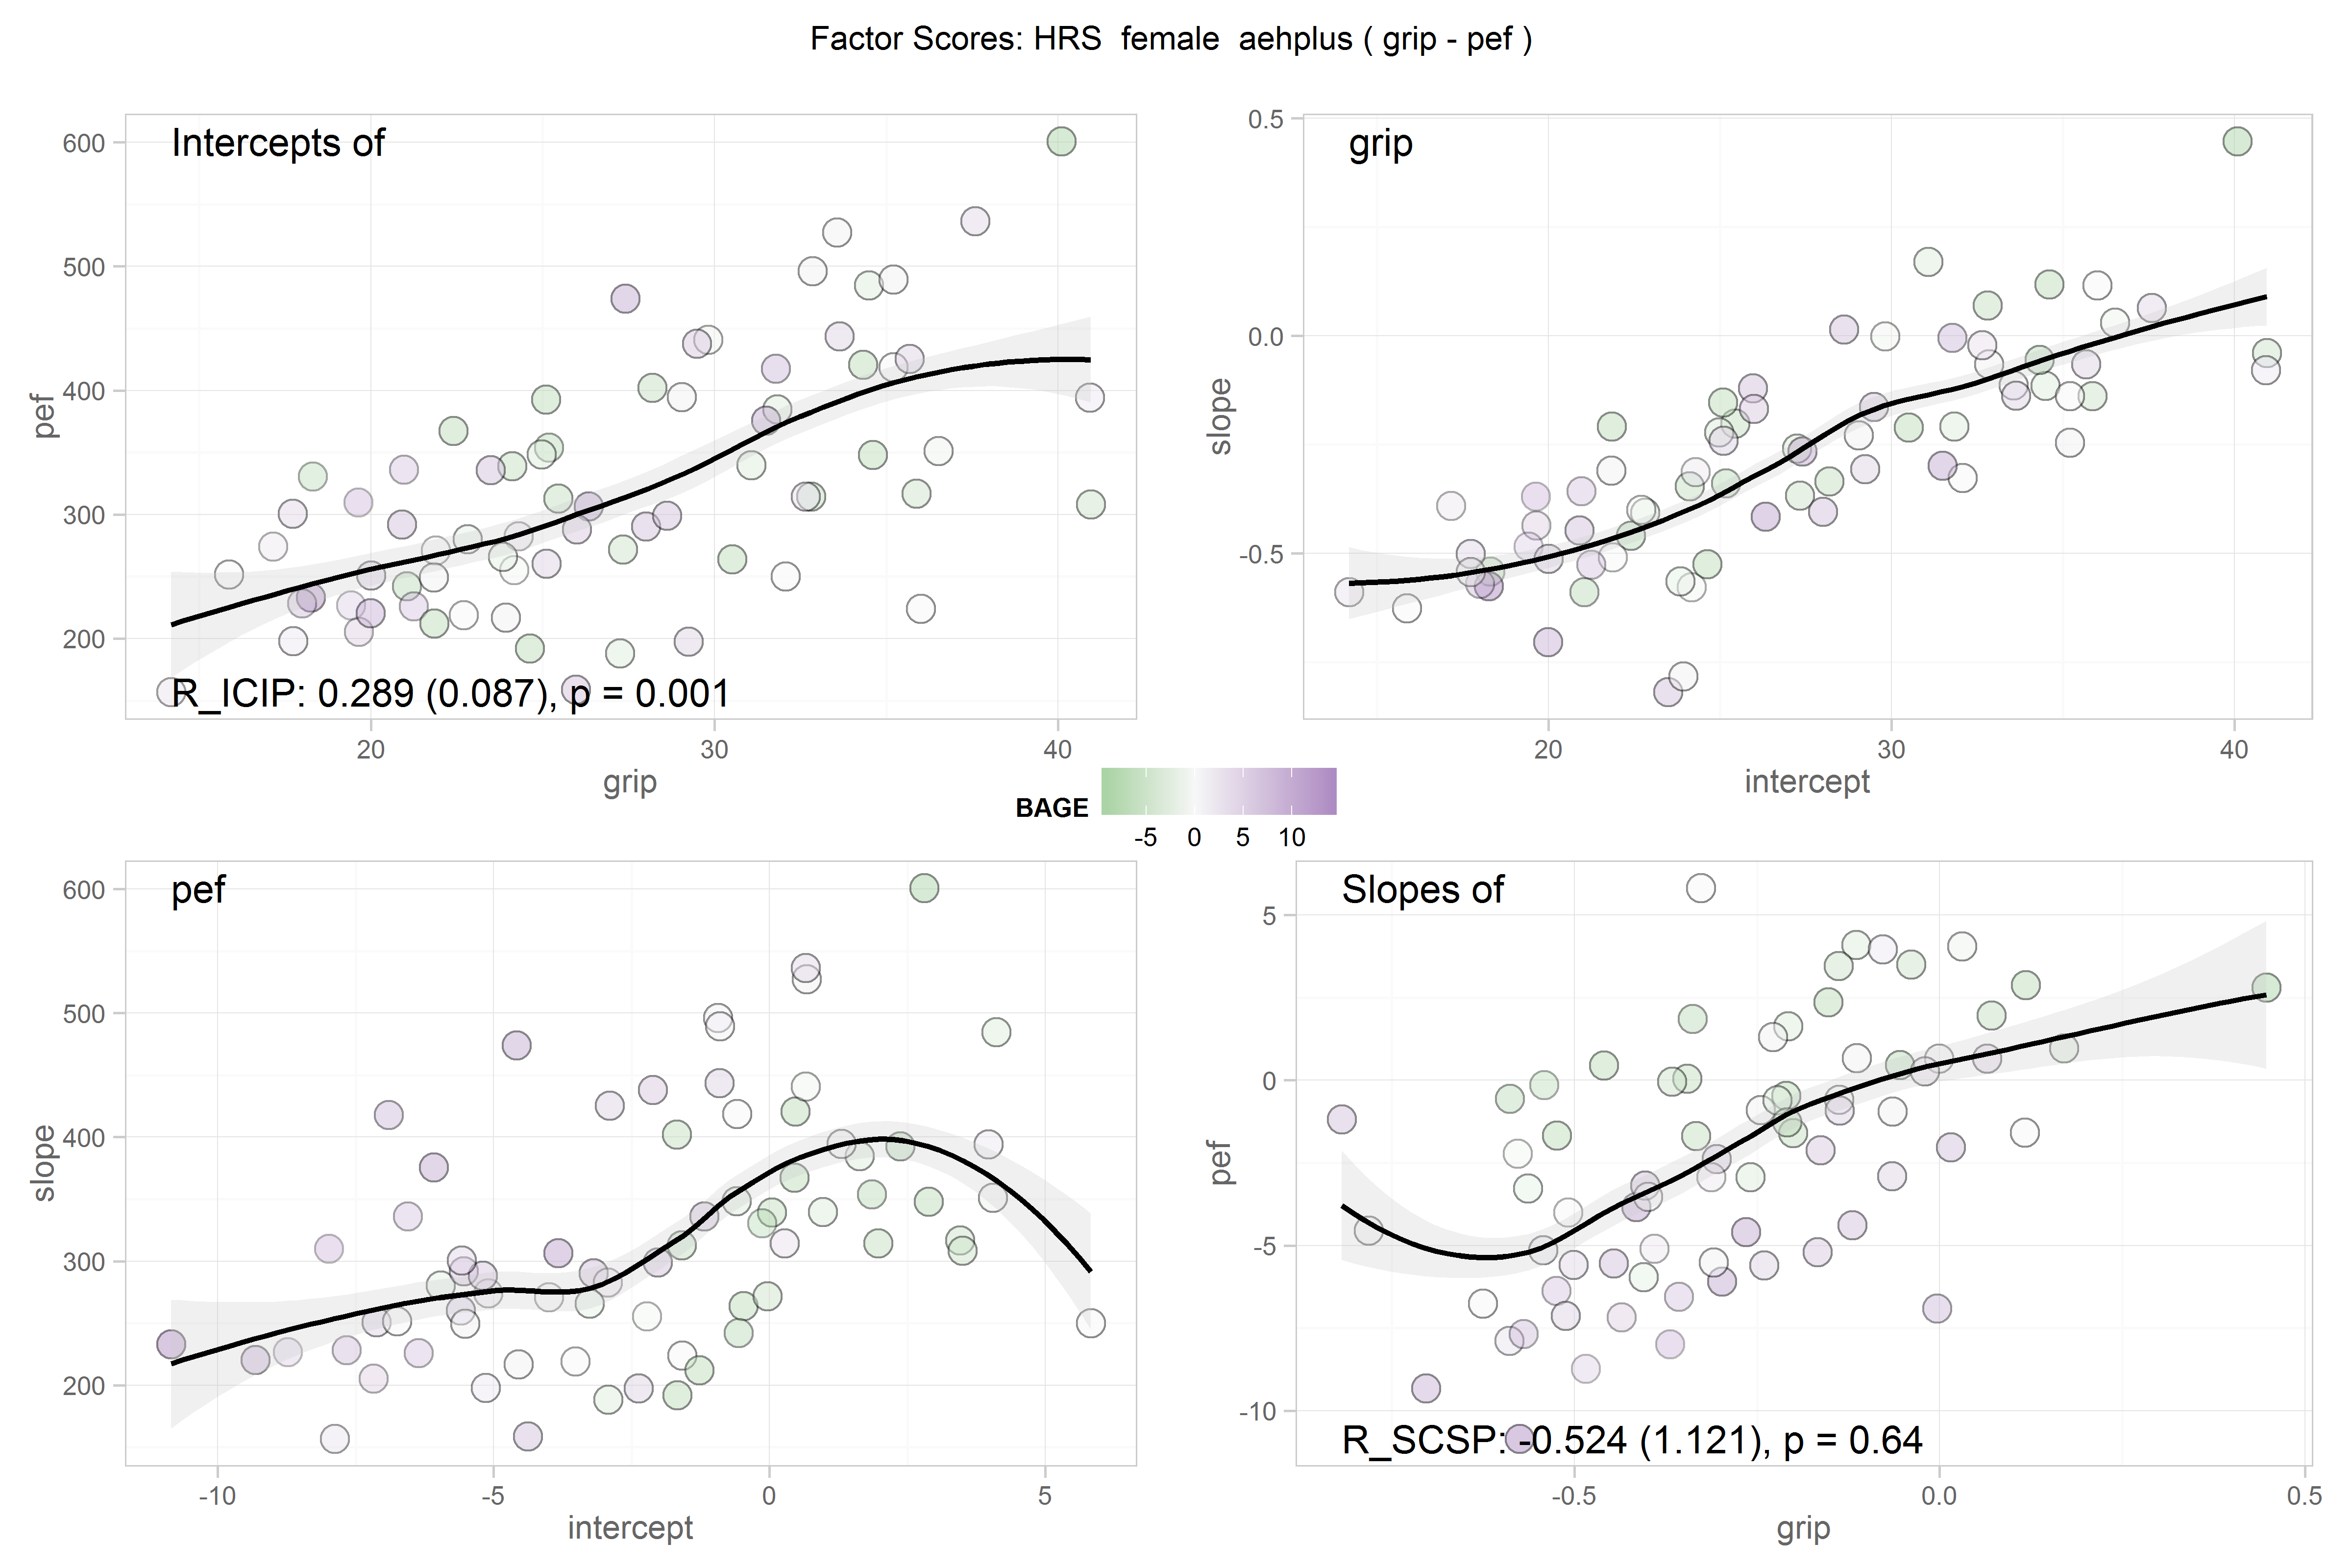 Factor Scores: HRS  female  aehplus ( grip - pef )
Intercepts of
600
500
400
300
200
pef
R_ICIP: 0.289 (0.087), p = 0.001
20 30 40
grip
grip
0.5
0.0
-0.5
slope
20 30 40
intercept
BAGE
-5 0 5 10
pef
600
500
400
300
200
slope
-10 -5 0 5
intercept
Slopes of
5
0
-5
-10
pef
R_SCSP: -0.524 (1.121), p = 0.64
-0.5 0.0 0.5
grip